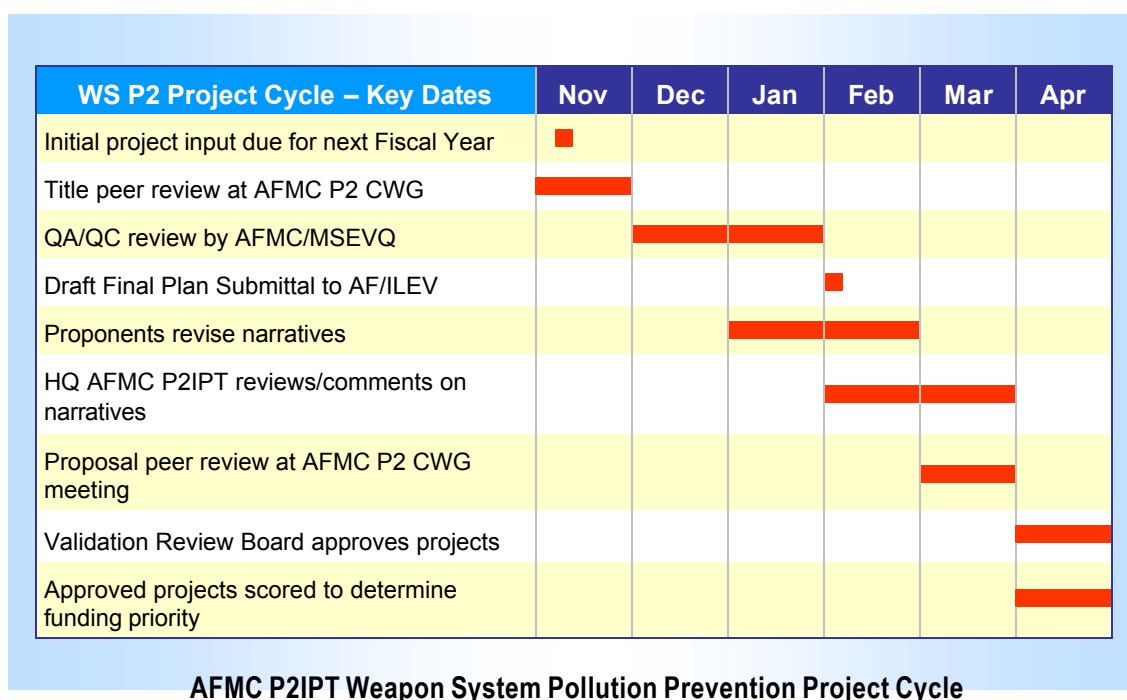 WS P2 Project Cycle – Key Dates Nov Dec Jan Feb Mar Apr
Initial project input due for next Fiscal Year
Title peer review at AFMC P2 CWG
QA/QC review by AFMC/MSEVQ
Draft Final Plan Submittal to AF/ILEV
Proponents revise narratives
HQ AFMC P2IPT reviews/comments on
narratives
Proposal peer review at AFMC P2 CWG
meeting
Validation Review Board approves projects
Approved projects scored to determine
funding priority
AFMC P2IPT Weapon System Pollution Prevention Project Cycle